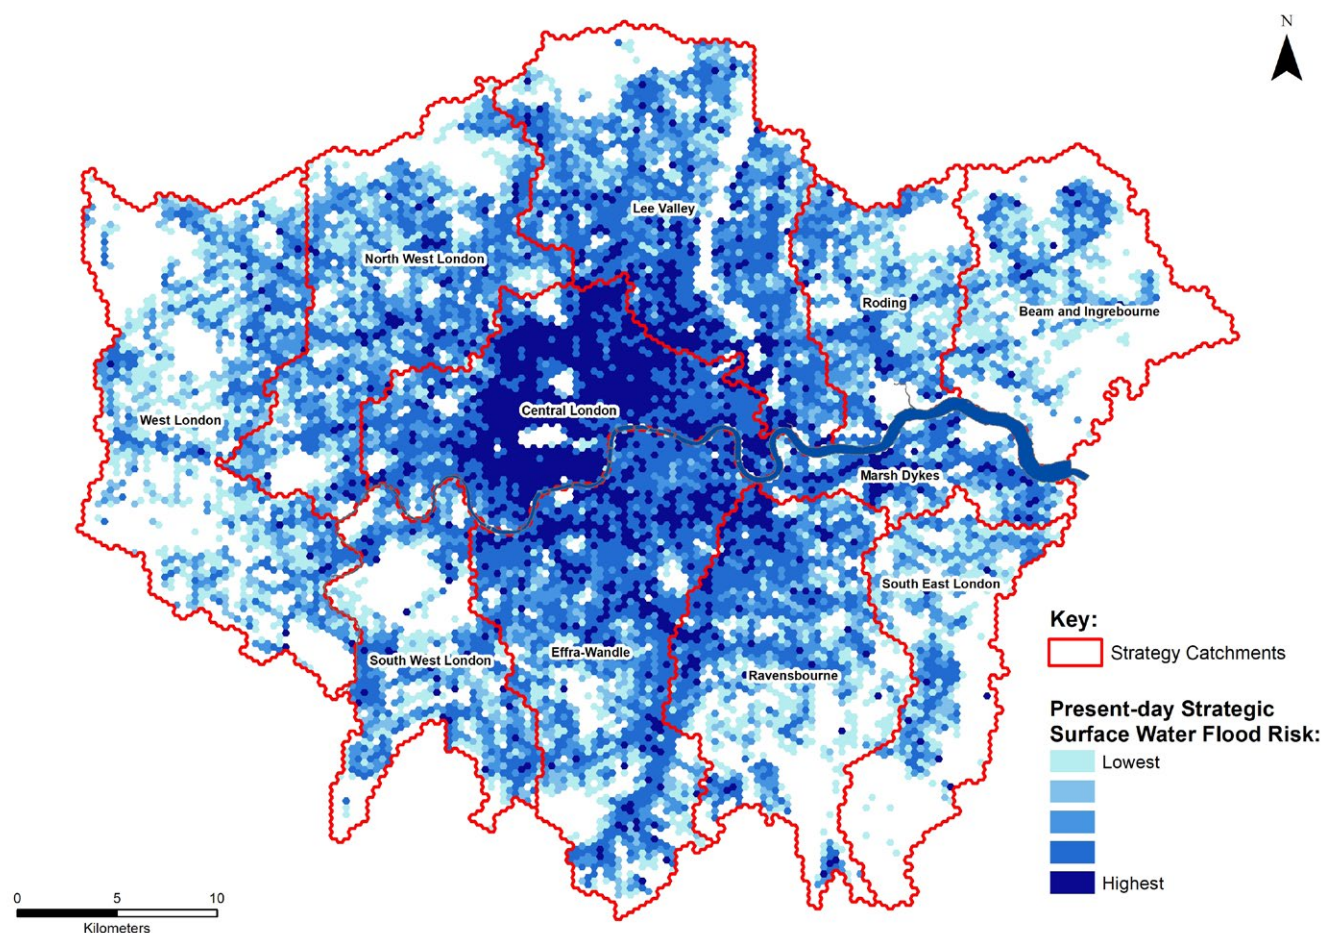 N
Lee Valley
North West London
Roding
Beam and Ingrebourne
Central London
West London
Marsh Dykes
South East London
Effra-Wandle
South West London
Ravensbourne
Key:
Strategy Catchments
Present-day Strategic
Surface Water Flood Risk:
Lowest
Highest
0 5 10
Kilometers